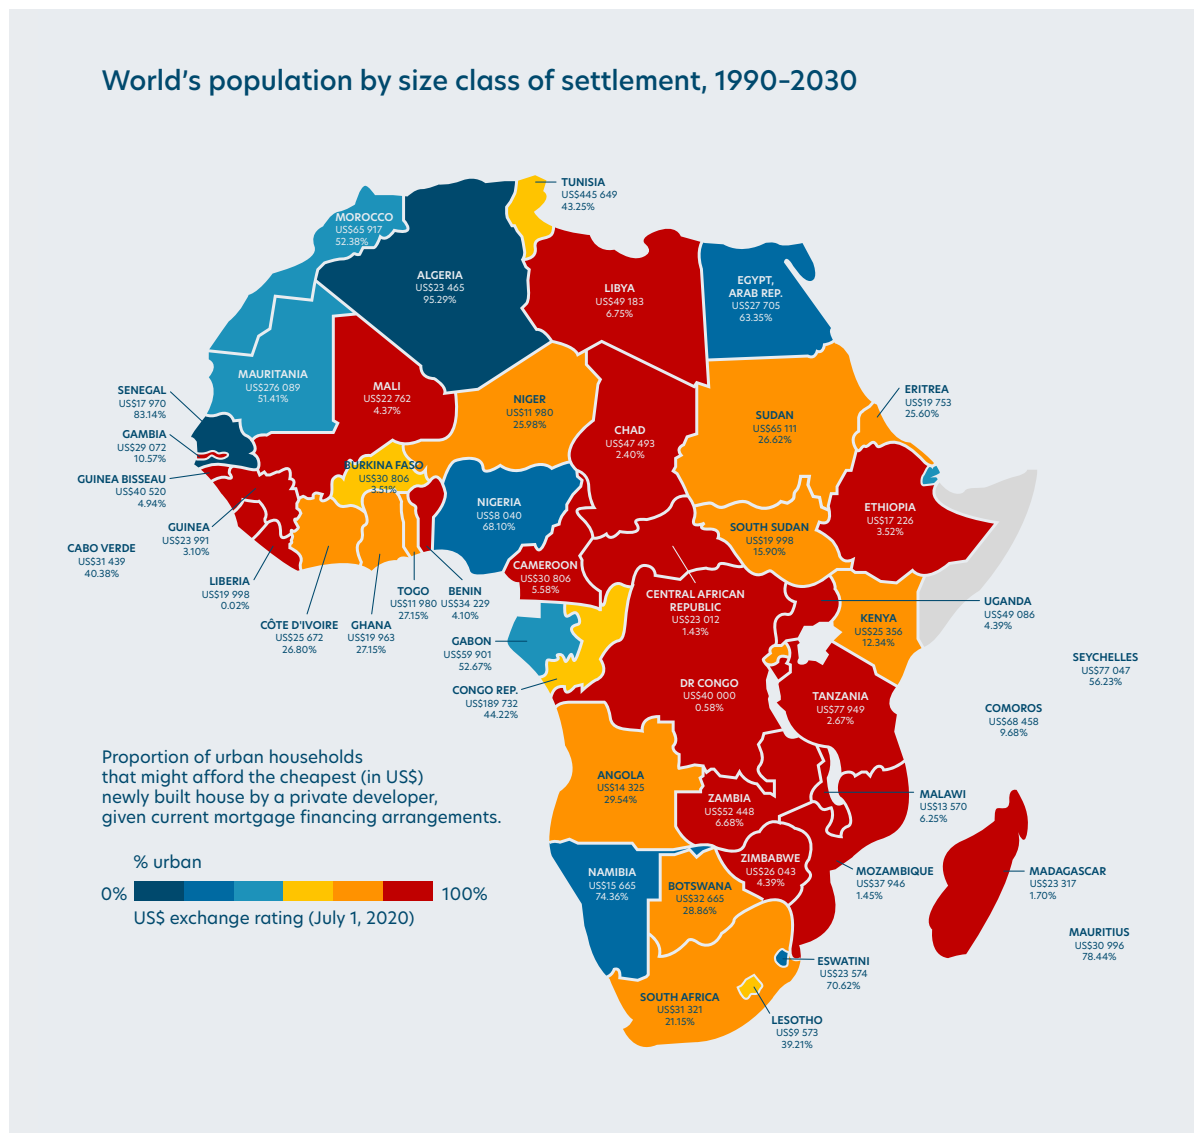 World's population by size class of settlement, 1990–2030
TUNISIA
US$445 649
43.25%
MOROCCO
US$65 917
52.38%
ALGERIA
US$23 465
95.29%
LIBYA
US$49 183
6.75%
EGYPT,
ARAB REP.
US$27 705
63.35%
MAURITANIA
US$276 089
51.41%
MALI
US$22 762
4.37%
NIGER
US$11 980
25.98%
CHAD
US$47 493
2.40%
SUDAN
US$65 111
26.62%
ERITREA
US$19 753
25.60%
SENEGAL
US$17 970
83.14%
GAMBIA
US$29 072
10.57%
GUINEA BISSEAU
US$40 520
4.94%
BURKINA FASO
US$30 806
3.51%
NIGERIA
US$8 040
68.10%
ETHIOPIA
US$17 226
3.52%
SOUTH SUDAN
US$19 998
15.90%
GUINEA
US$23 991
3.10%
CABO VERDE
US$31 439
40.38%
LIBERIA
US$19 998
0.02%
CÔTE D'IVOIRE
US$25 672
26.80%
GHANA
US$19 963
27.15%
TOGO
US$11 980
27.15%
BENIN
US$34 229
4.10%
CAMEROON
US$30 806
5.58%
CENTRAL AFRICAN
REPUBLIC
US$23 012
1.43%
UGANDA
US$49 086
4.39%
KENYA
US$25 356
12.34%
GABON
US$59 901
52.67%
CONGO REP.
US$189 732
44.22%
DR CONGO
US$40 000
0.58%
TANZANIA
US$77 949
2.67%
SEYCHELLES
US$77 047
56.23%
COMOROS
US$68 458
9.68%
ANGOLA
US$14 325
29.54%
ZAMBIA
US$52 448
6.68%
MALAWI
US$13 570
6.25%
ZIMBABWE
US$26 043
4.39%
MOZAMBIQUE
US$37 946
1.45%
MADAGASCAR
US$23 317
1.70%
NAMIBIA
US$15 665
74.36%
BOTSWANA
US$32 665
28.86%
MAURITIUS
US$30 996
78.44%
ESWATINI
US$23 574
70.62%
SOUTH AFRICA
US$31 321
21.15%
LESOTHO
US$9 573
39.21%
Proportion of urban households
that might afford the cheapest (in US$)
newly built house by a private developer,
given current mortgage financing arrangements.
% urban
0% 100%
US$ exchange rating (July 1, 2020)